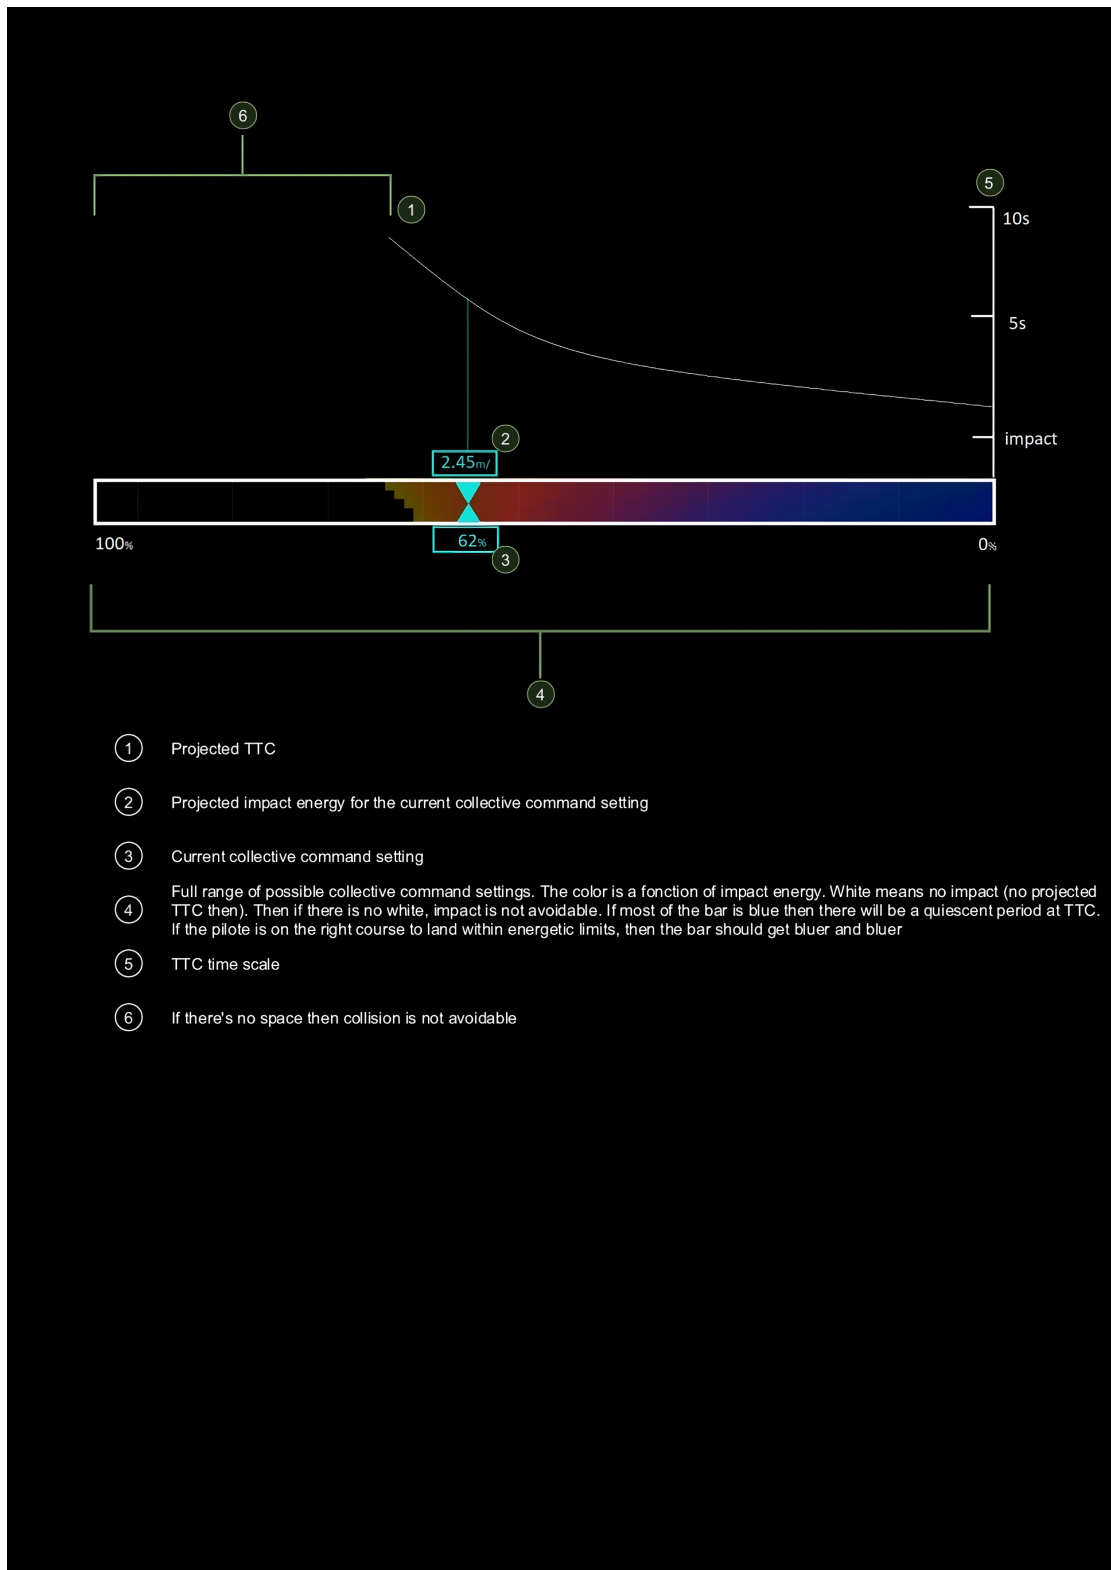 6
5
1
10s
5s
2
impact
2.45m/
100%
62%
0%
3
4
1 Projected TTC
2 Projected impact energy for the current collective command setting
3 Current collective command setting
4 Full range of possible collective command settings. The color is a fonction of impact energy. White means no impact (no projected
TTC then). Then if there is no white, impact is not avoidable. If most of the bar is blue then there will be a quiescent period at TTC.
If the pilote is on the right course to land within energetic limits, then the bar should get bluer and bluer
5 TTC time scale
6 If there's no space then collision is not avoidable